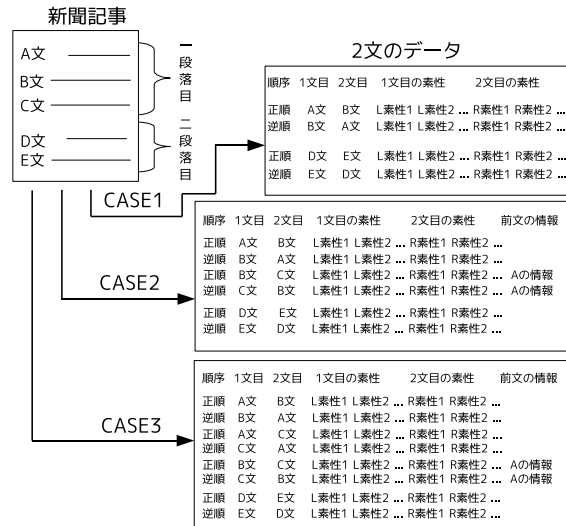 新聞記事
A文
B文
C文
D文
E文
一段落目
二段落目
CASE1
CASE2
CASE3
2文のデータ
順序 1文目 2文目 1文目の素性 2文目の素性
正順 A文 B文 L素性1 L素性2 ... R素性1 R素性2 ...
逆順 B文 A文 L素性1 L素性2 ... R素性1 R素性2 ...
正順 D文 E文 L素性1 L素性2 ... R素性1 R素性2 ...
逆順 E文 D文 L素性1 L素性2 ... R素性1 R素性2 ...
順序 1文目 2文目 1文目の素性 2文目の素性 前文の情報
正順 A文 B文 L素性1 L素性2 ... R素性1 R素性2 ...
逆順 B文 A文 L素性1 L素性2 ... R素性1 R素性2 ...
正順 B文 C文 L素性1 L素性2 ... R素性1 R素性2 ... Aの情報
逆順 C文 B文 L素性1 L素性2 ... R素性1 R素性2 ... Aの情報
正順 D文 E文 L素性1 L素性2 ... R素性1 R素性2 ...
逆順 E文 D文 L素性1 L素性2 ... R素性1 R素性2 ...
順序 1文目 2文目 1文目の素性 2文目の素性 前文の情報
正順 A文 B文 L素性1 L素性2 ... R素性1 R素性2 ...
逆順 B文 A文 L素性1 L素性2 ... R素性1 R素性2 ...
正順 A文 C文 L素性1 L素性2 ... R素性1 R素性2 ...
逆順 C文 A文 L素性1 L素性2 ... R素性1 R素性2 ...
正順 B文 C文 L素性1 L素性2 ... R素性1 R素性2 ... Aの情報
逆順 C文 B文 L素性1 L素性2 ... R素性1 R素性2 ... Aの情報
正順 D文 E文 L素性1 L素性2 ... R素性1 R素性2 ...
逆順 E文 D文 L素性1 L素性2 ... R素性1 R素性2 ...